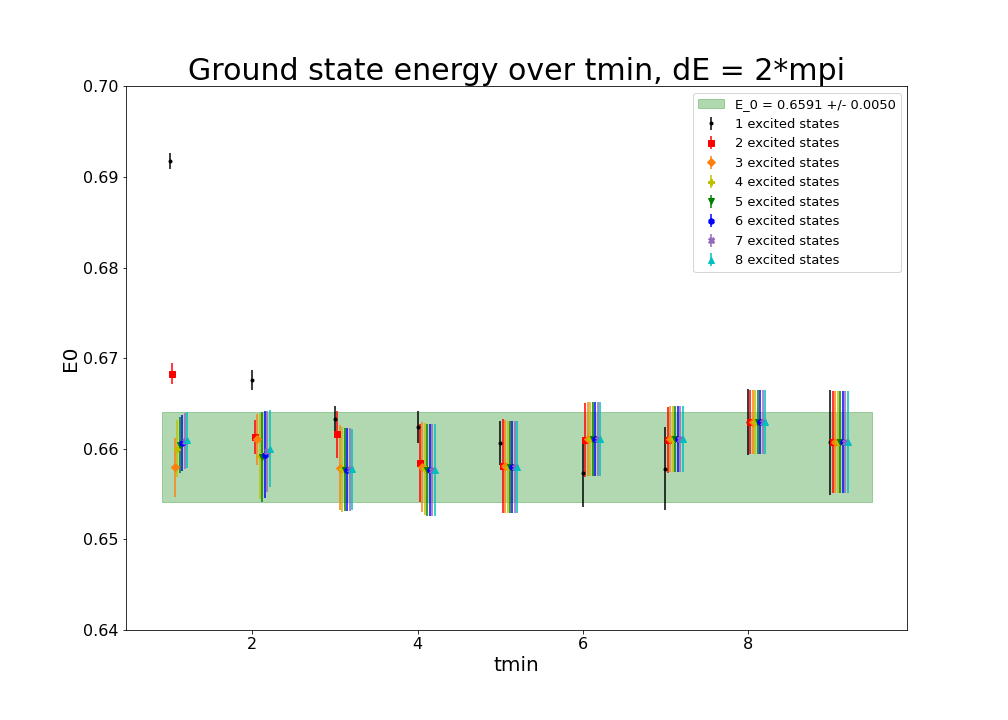 Ground state energy over tmin, dE = 2*mpi
E0
0.70
0.69
0.68
0.67
0.66
0.65
0.64
2
4
6
8
tmin
E_0 = 0.6591 +/- 0.0050
1 excited states
2 excited states
3 excited states
4 excited states
5 excited states
6 excited states
7 excited states
8 excited states